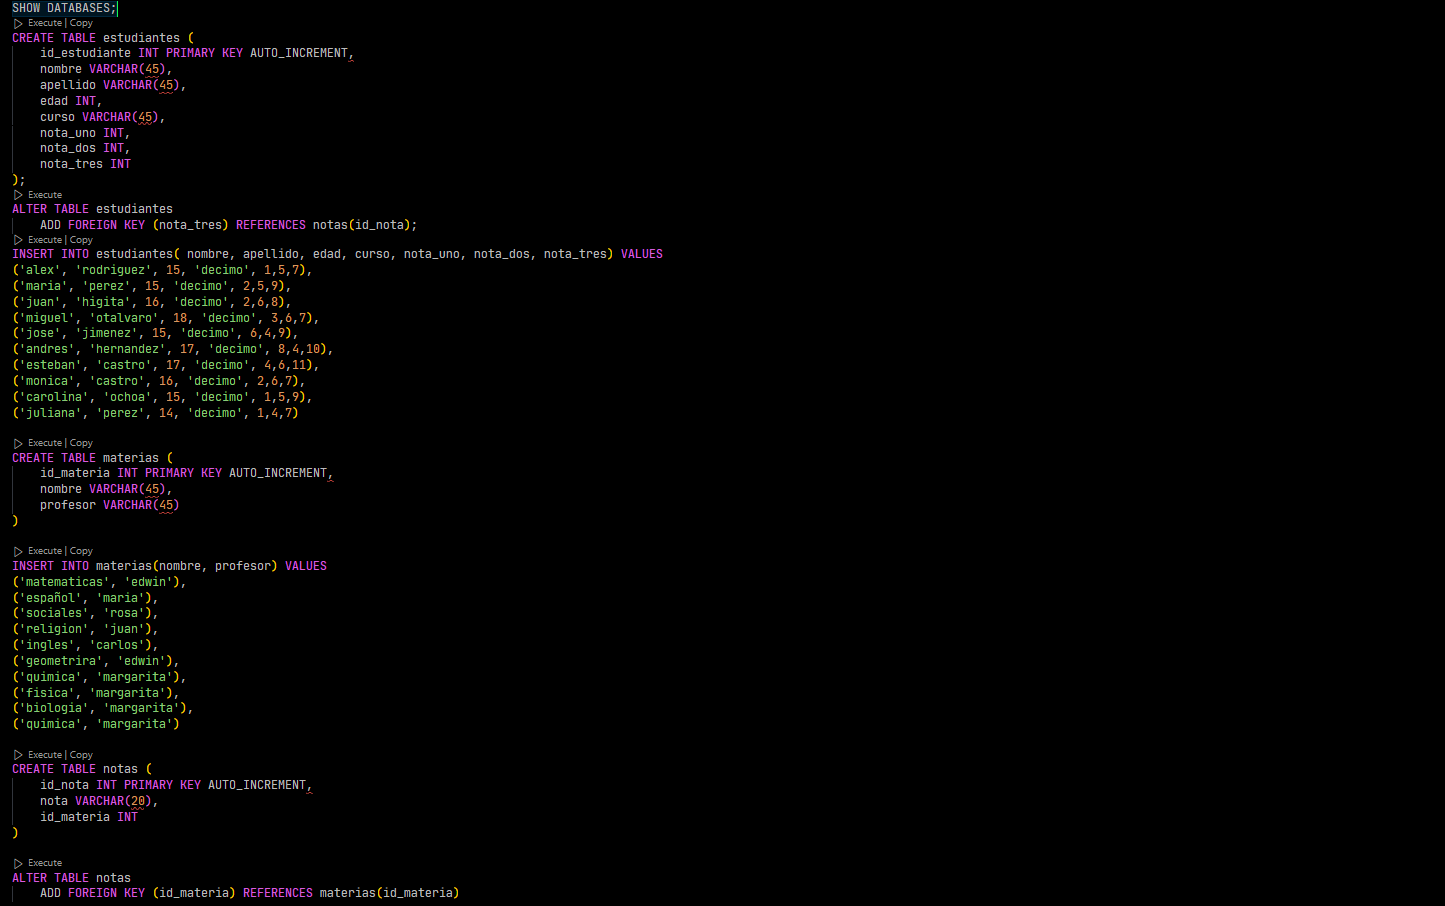 SHOW DATABASES;
Execute | Copy
CREATE TABLE estudiantes (
    id_estudiante INT PRIMARY KEY AUTO_INCREMENT,
    nombre VARCHAR(45),
    apellido VARCHAR(45),
    edad INT,
    curso VARCHAR(45),
    nota_uno INT,
    nota_dos INT,
    nota_tres INT
);
Execute
ALTER TABLE estudiantes
    ADD FOREIGN KEY (nota_tres) REFERENCES notas(id_nota);
Execute | Copy
INSERT INTO estudiantes( nombre, apellido, edad, curso, nota_uno, nota_dos, nota_tres) VALUES
('alex', 'rodriguez', 15, 'decimo', 1,5,7),
('maria', 'perez', 15, 'decimo', 2,5,9),
('juan', 'higita', 16, 'decimo', 2,6,8),
('miguel', 'otalvaro', 18, 'decimo', 3,6,7),
('jose', 'jimenez', 15, 'decimo', 6,4,9),
('andres', 'hernandez', 17, 'decimo', 8,4,10),
('esteban', 'castro', 17, 'decimo', 4,6,11),
('monica', 'castro', 16, 'decimo', 2,6,7),
('carolina', 'ochoa', 15, 'decimo', 1,5,9),
('juliana', 'perez', 14, 'decimo', 1,4,7)
Execute | Copy
CREATE TABLE materias (
    id_materia INT PRIMARY KEY AUTO_INCREMENT,
    nombre VARCHAR(45),
    profesor VARCHAR(45)
)
Execute | Copy
INSERT INTO materias(nombre, profesor) VALUES
('matematicas', 'edwin'),
('español', 'maria'),
('sociales', 'rosa'),
('religion', 'juan'),
('ingles', 'carlos'),
('geometrira', 'edwin'),
('quimica', 'margarita'),
('fisica', 'margarita'),
('biologia', 'margarita'),
('quimica', 'margarita')
Execute | Copy
CREATE TABLE notas (
    id_nota INT PRIMARY KEY AUTO_INCREMENT,
    nota VARCHAR(20),
    id_materia INT
)
Execute
ALTER TABLE notas
    ADD FOREIGN KEY (id_materia) REFERENCES materias(id_materia)